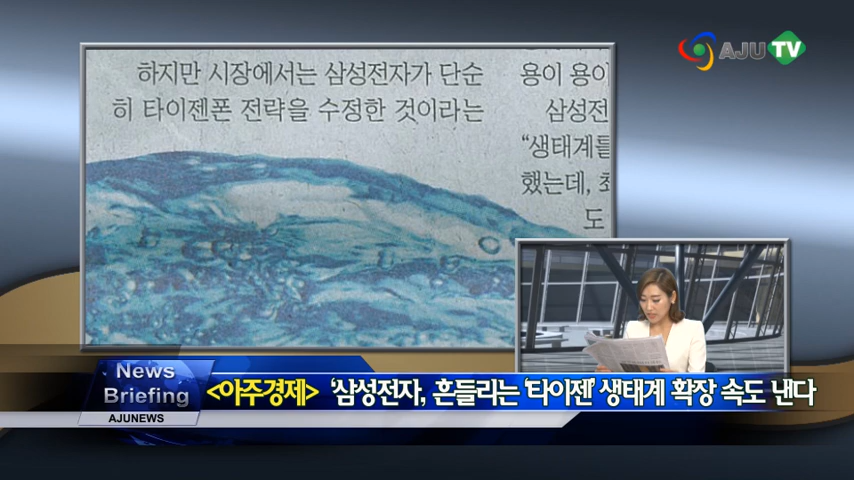 AJU TV
하지만 시장에서는 삼성전자가 단순
히 타이젠폰 전략을 수정한 것이라는
용이 용이
삼성전
“생태계들
했는데, 최
도
News
Briefing
AJUNEWS
<아주경제> ‘삼성전자, 흔들리는 ‘타이젠’ 생태계 확장 속도 낸다